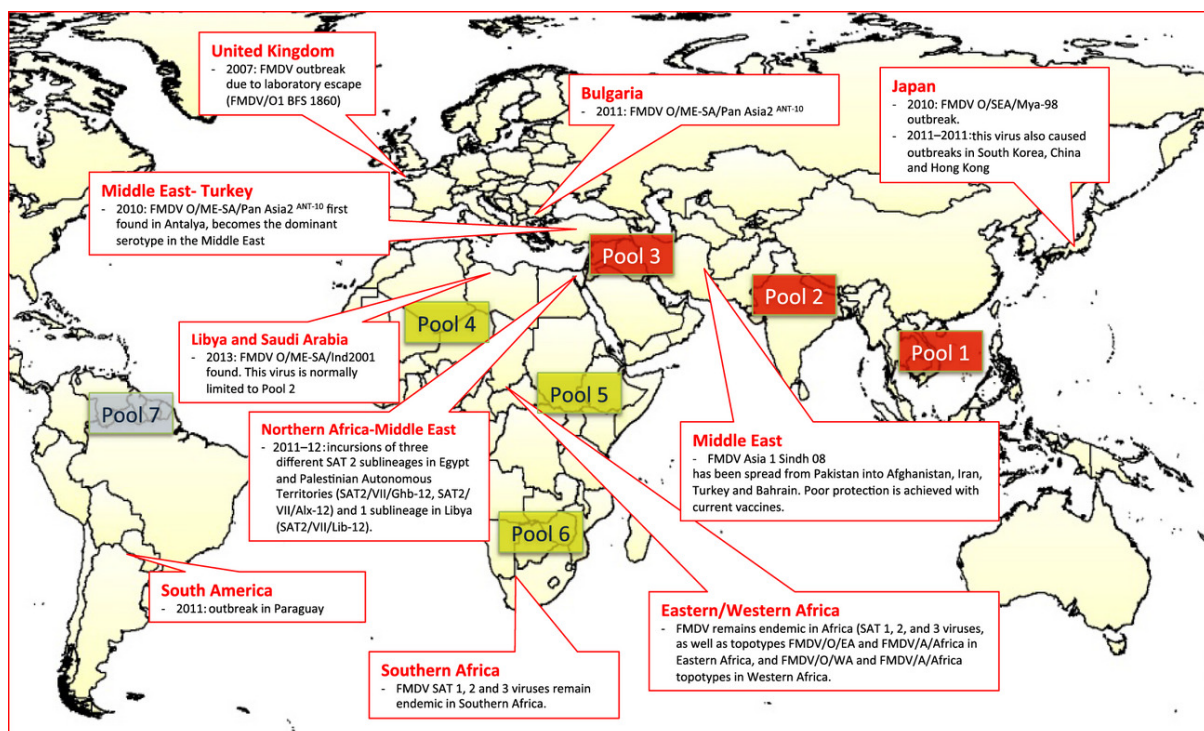 United Kingdom
- 2007: FMDV outbreak
due to laboratory escape
(FMDV/O1 BFS 1860)
Bulgaria
- 2011: FMDV O/ME-SA/Pan Asia2 ANT-10
Japan
- 2010: FMDV O/SEA/Mya-98
outbreak.
- 2011–2011: this virus also caused
outbreaks in South Korea, China
and Hong Kong
Middle East- Turkey
- 2010: FMDV O/ME-SA/Pan Asia2 ANT-10 first
found in Antalya, becomes the dominant
serotype in the Middle East
Pool 3
Pool 2
Pool 4
Pool 1
Libya and Saudi Arabia
- 2013: FMDV O/ME-SA/Ind2001
found. This virus is normally
limited to Pool 2
Pool 5
Pool 7
Northern Africa-Middle East
- 2011–12: incursions of three
different SAT 2 sublineages in Egypt
and Palestinian Autonomous
Territories (SAT2/VII/Ghb-12, SAT2/
VII/Alx-12) and 1 sublineage in Libya
(SAT2/VII/Lib-12).
Middle East
- FMDV Asia 1 Sindh 08
has been spread from Pakistan into Afghanistan, Iran,
Turkey and Bahrain. Poor protection is achieved with
current vaccines.
Pool 6
South America
- 2011: outbreak in Paraguay
Eastern/Western Africa
- FMDV remains endemic in Africa (SAT 1, 2, and 3 viruses,
as well as topotypes FMDV/O/EA and FMDV/A/Africa in
Eastern Africa, and FMDV/O/WA and FMDV/A/Africa
topotypes in Western Africa.
Southern Africa
- FMDV SAT 1, 2 and 3 viruses remain
endemic in Southern Africa.